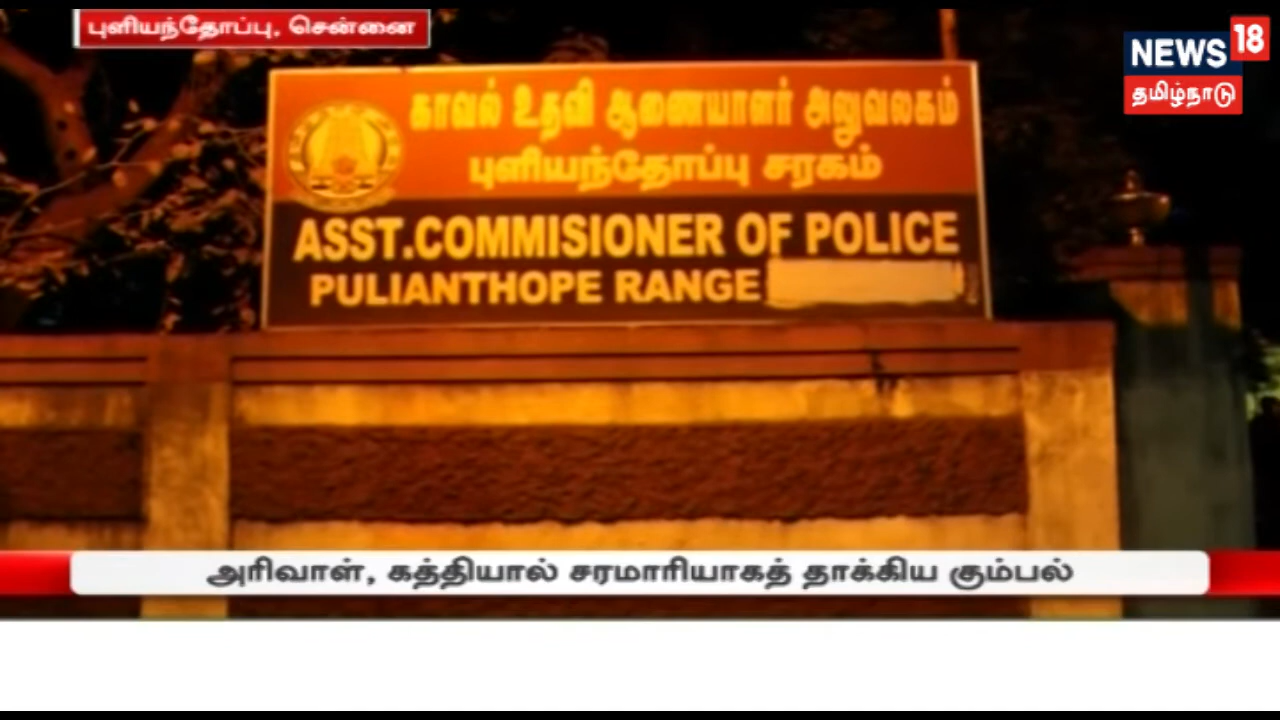 புளியந்தோப்பு, சென்னை
NEWS 18
தமிழ்நாடு
காவல் உதவி ஆணையாளர் அலுவலகம்
புளியந்தோப்பு சரகம்
ASST.COMMISIONER OF POLICE
PULIANTHOPE RANGE
அரிவாள், கத்தியால் சரமாரியாகத் தாக்கிய கும்பல்